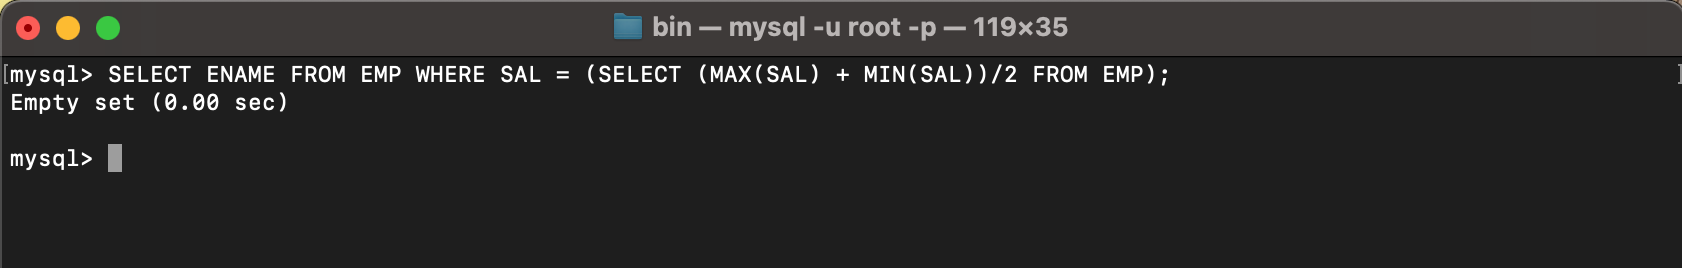 bin — mysql -u root -p — 119×35
[mysql> SELECT ENAME FROM EMP WHERE SAL = (SELECT (MAX(SAL) + MIN(SAL))/2 FROM EMP);
Empty set (0.00 sec)
mysql>